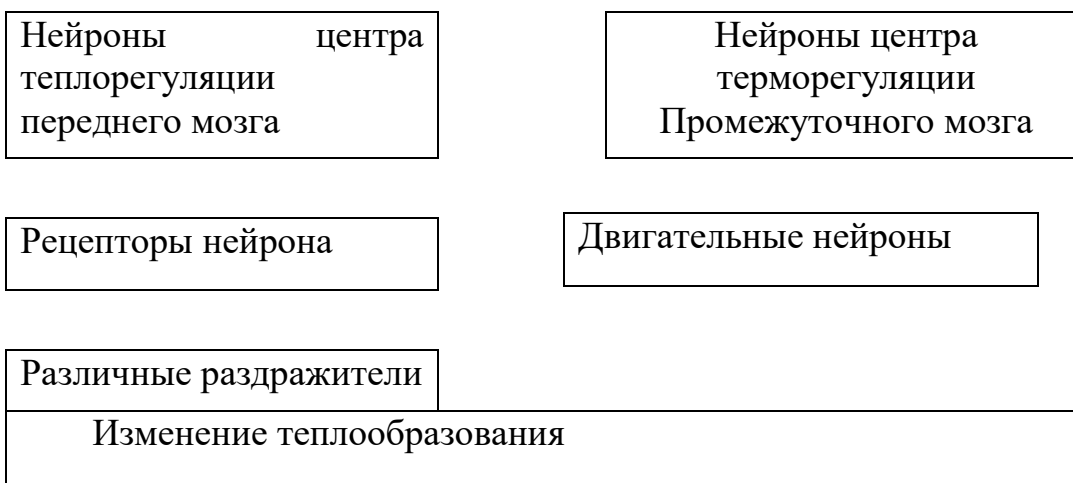 Нейроны центра
теплорегуляции
переднего мозга
Нейроны центра
терморегуляции
Промежуточного мозга
Рецепторы нейрона
Двигательные нейроны
Различные раздражители
Изменение теплообразования